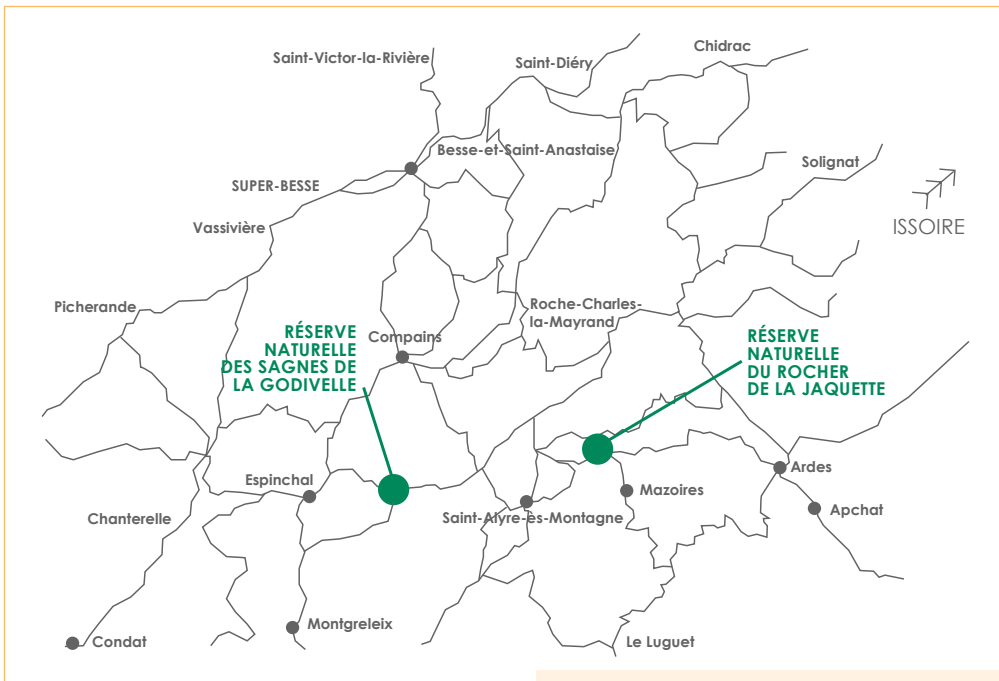 Chidrac
Saint-Victor-la-Rivière
Saint-Diéry
Besse-et-Saint-Anastaise
Solignat
SUPER-BESSE
Vassivière
ISSOIRE
Picherande
Roche-Charles-
la-Mayrand
RÉSERVE
NATURELLE
DES SAGNES DE
LA GODIVELLE
Compains
RÉSERVE
NATURELLE
DU ROCHER
DE LA JAQUETTE
Ardes
Espinchal
Mazoires
Apchat
Chanterelle
Saint-Alyre-ès-Montagne
Montgreleix
Condat
Le Luguet